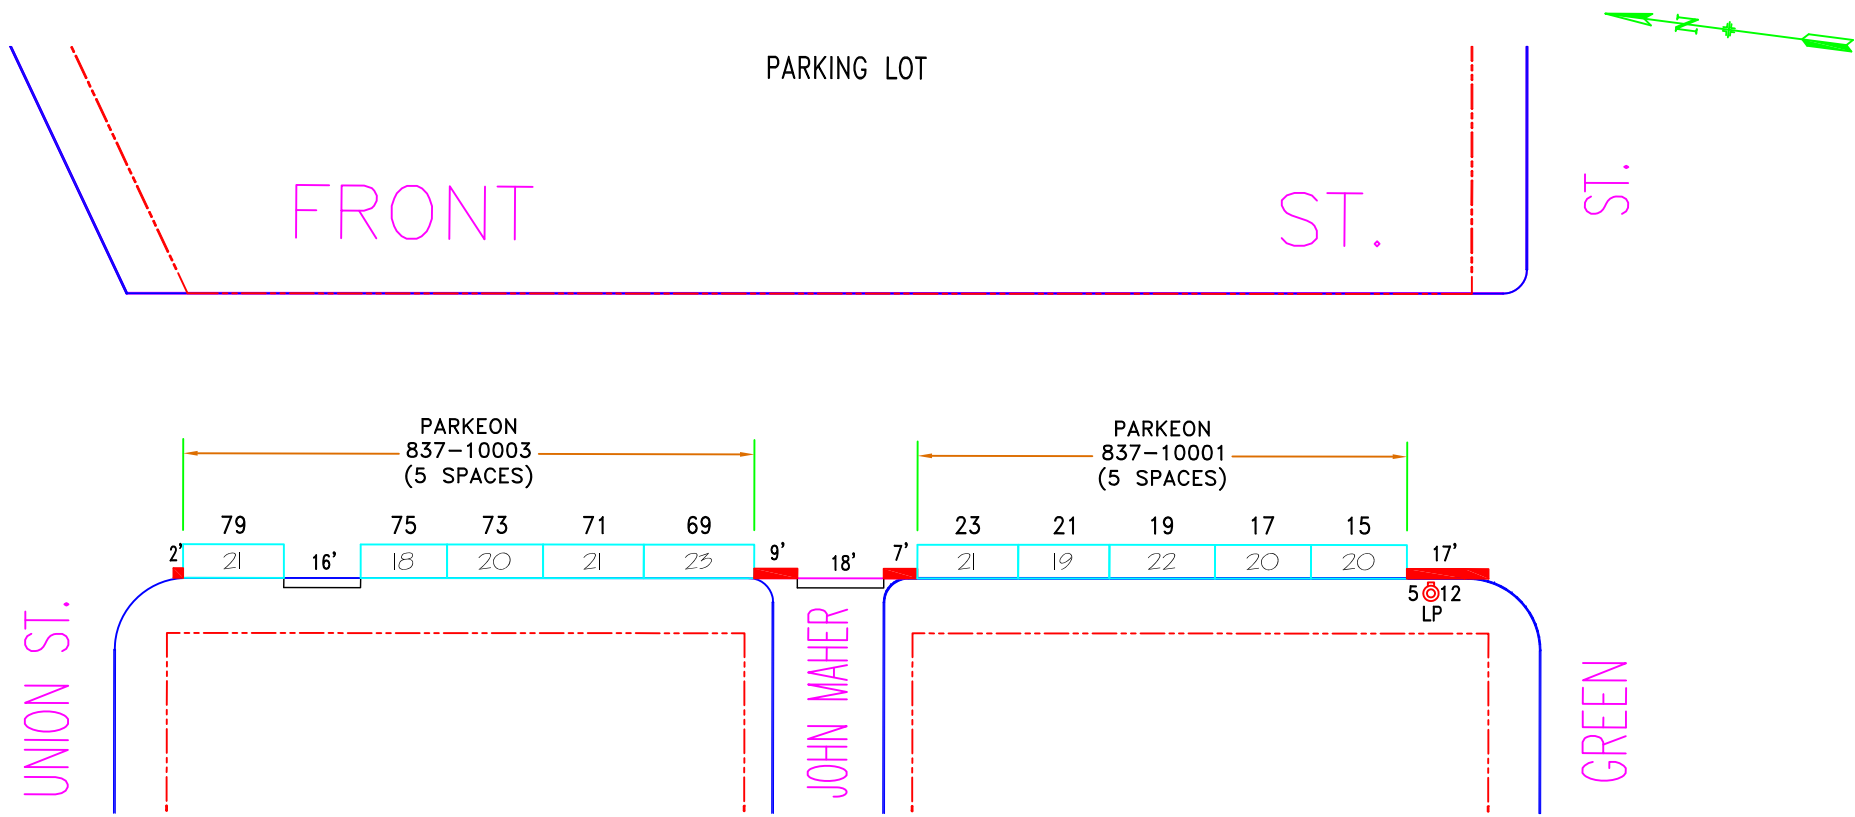 N
PARKING LOT
FRONT ST.
ST.
PARKEON
837-10003
(5 SPACES)
PARKEON
837-10001
(5 SPACES)
79 75 73 71 69 23 21 19 17 15
2' 21 16' 18 20 21 23 9' 18' 7' 21 19 22 20 20 17'
5 12
LP
UNION ST.
JOHN MAHER
GREEN